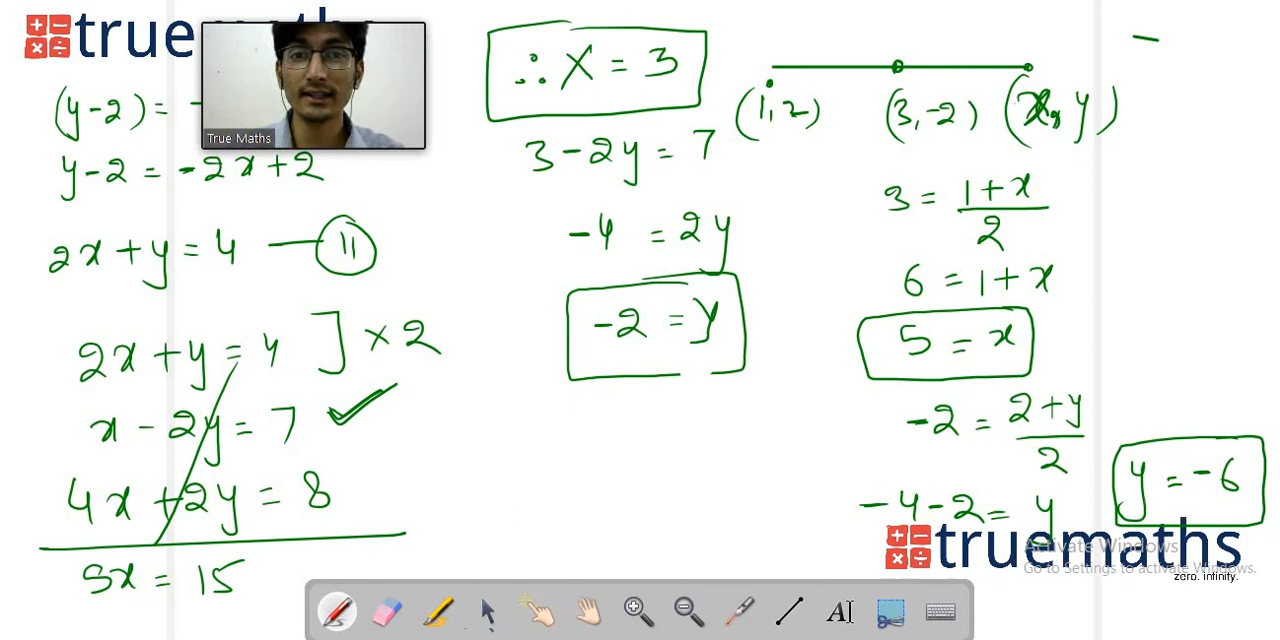 truemaths
True Maths
(y-2) = -
y-2 = -2x+2
2x+y = 4 — 11
2x+y = 4 ] ×2
x - 2y = 7 ✓
4x + 2y = 8
5x = 15
∴ x = 3
3-2y = 7
-4 = 2y
-2 = y
(1,2) (3,-2) (x, y)
3 = 1+x / 2
6 = 1+x
5 = x
-2 = 2+y / 2
-4-2 = y
y = -6
truemaths
zero. infinity.
Activate Windows
Go to Settings to activate Windows.
A